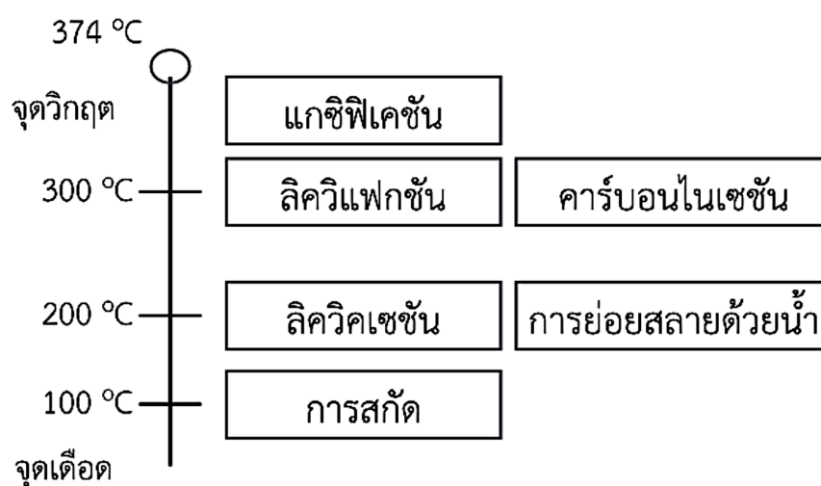 374 °C
จุดวิกฤต
แกซิฟิเคชัน
300 °C
ลิควิแฟกชัน
คาร์บอนไนเซชัน
200 °C
ลิควิคเซชัน
การย่อยสลายด้วยน้ำ
100 °C
การสกัด
จุดเดือด